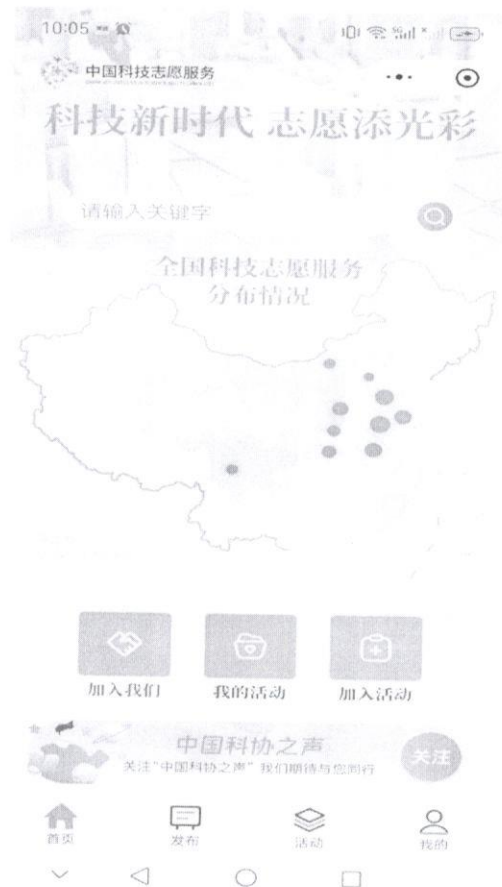 10:05
中国科技志愿服务
科技新时代 志愿添光彩
请输入关键字
全国科技志愿服务
分布情况
加入我们
我的活动
加入活动
中国科协之声
关注"中国科协之声" 我们期待与您同行
关注
首页
发布
活动
我的